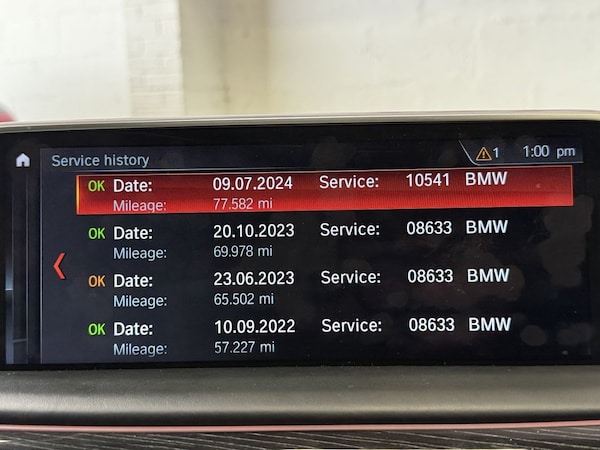 Service history 1 1:00 pm
OK Date: 09.07.2024 Service: 10541 BMW
Mileage: 77.582 mi
OK Date: 20.10.2023 Service: 08633 BMW
Mileage: 69.978 mi
OK Date: 23.06.2023 Service: 08633 BMW
Mileage: 65.502 mi
OK Date: 10.09.2022 Service: 08633 BMW
Mileage: 57.227 mi